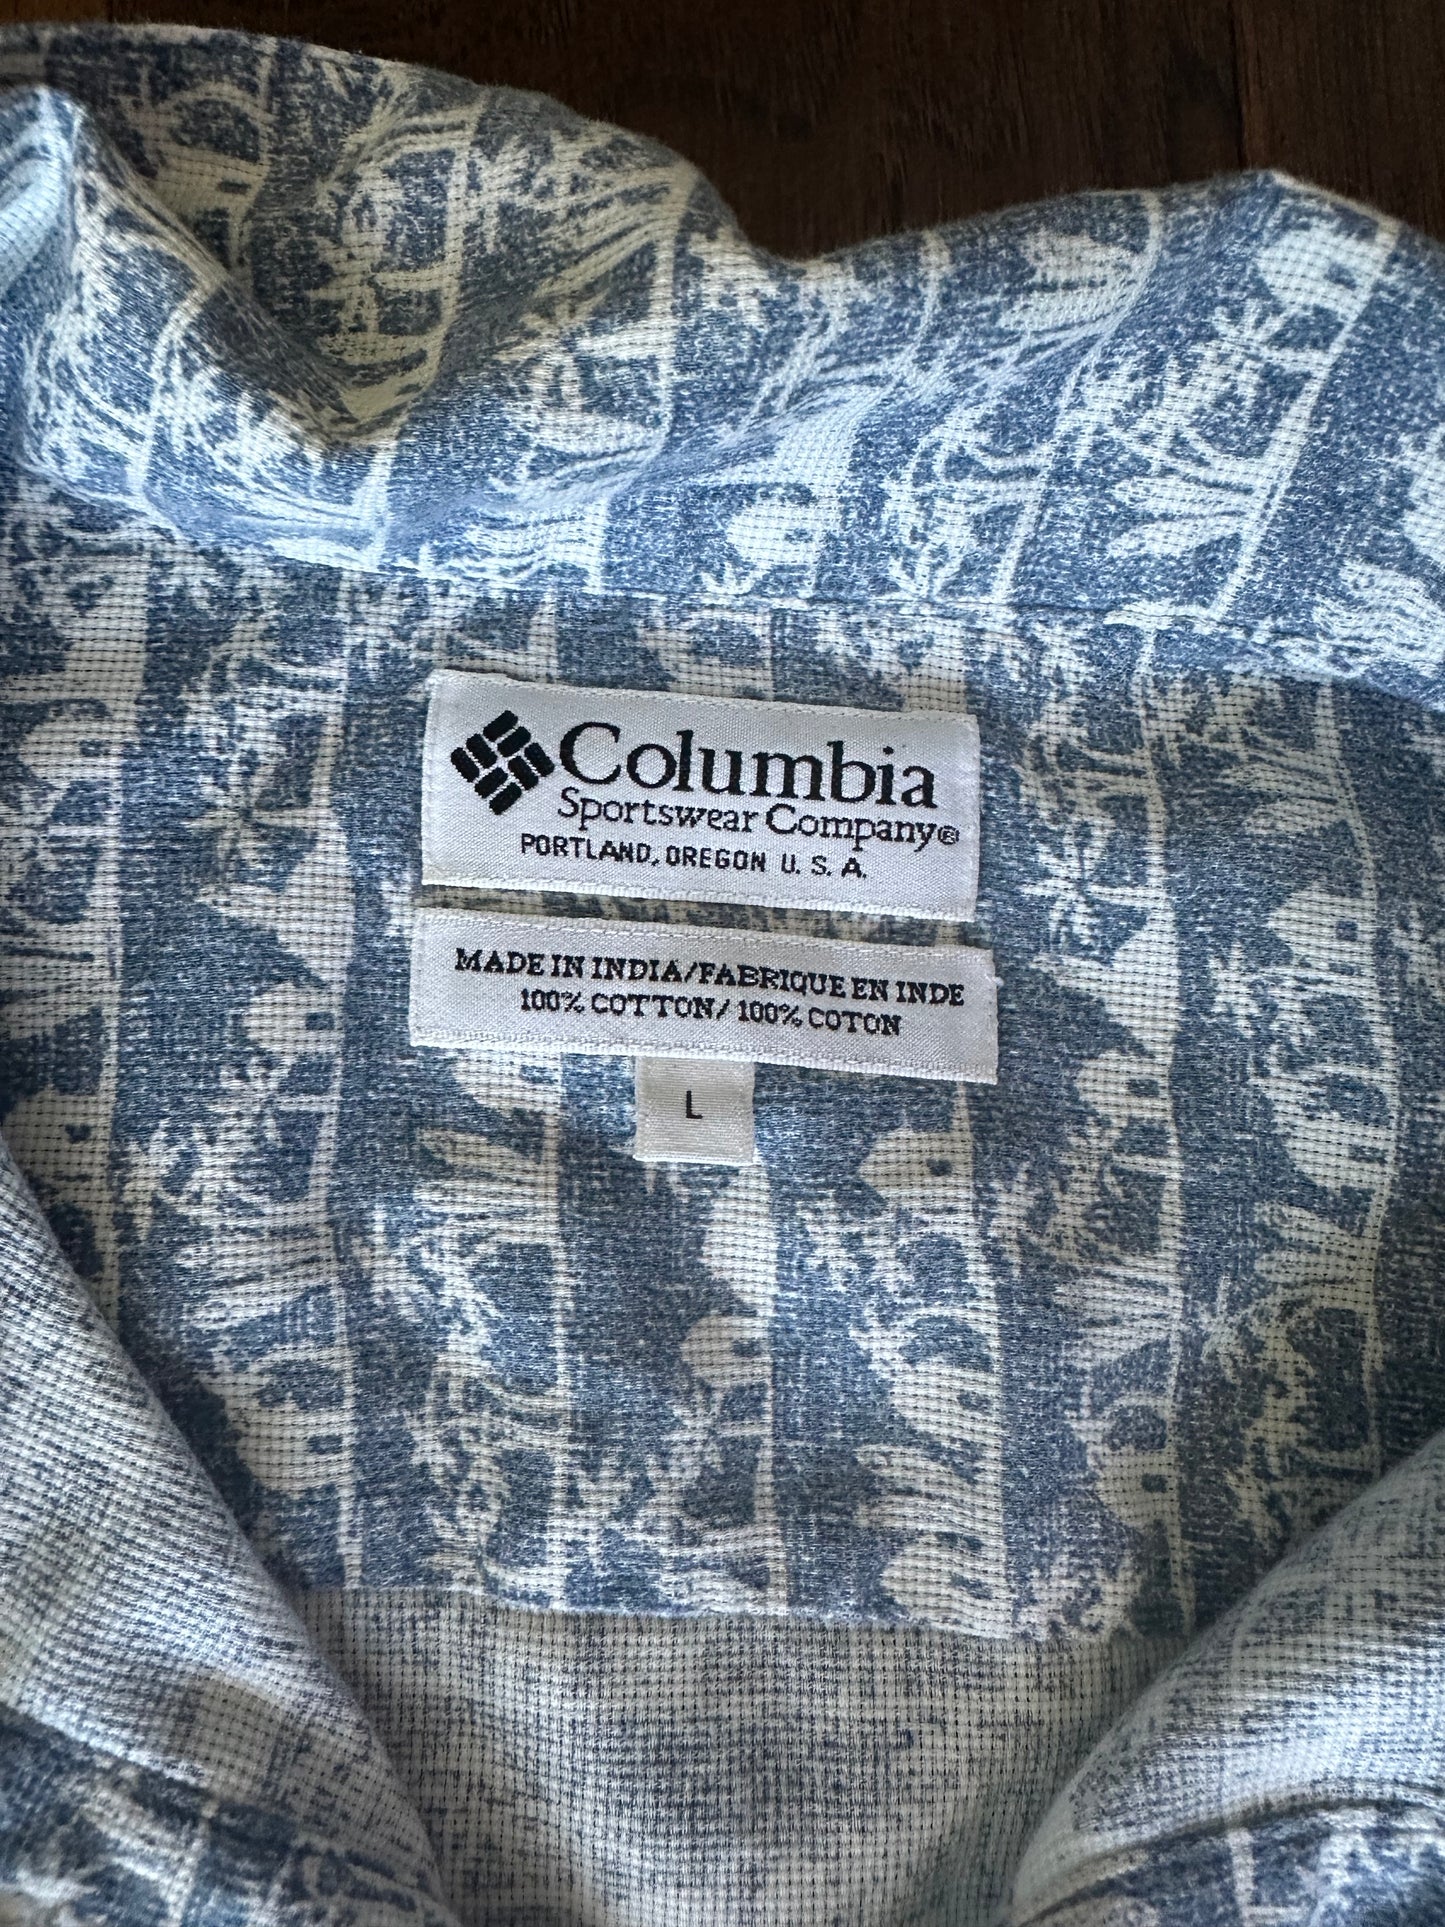 Columbia
Sportswear Company®
PORTLAND, OREGON U. S. A.
MADE IN INDIA/FABRIQUE EN INDE
100% COTTON/ 100% COTON
L